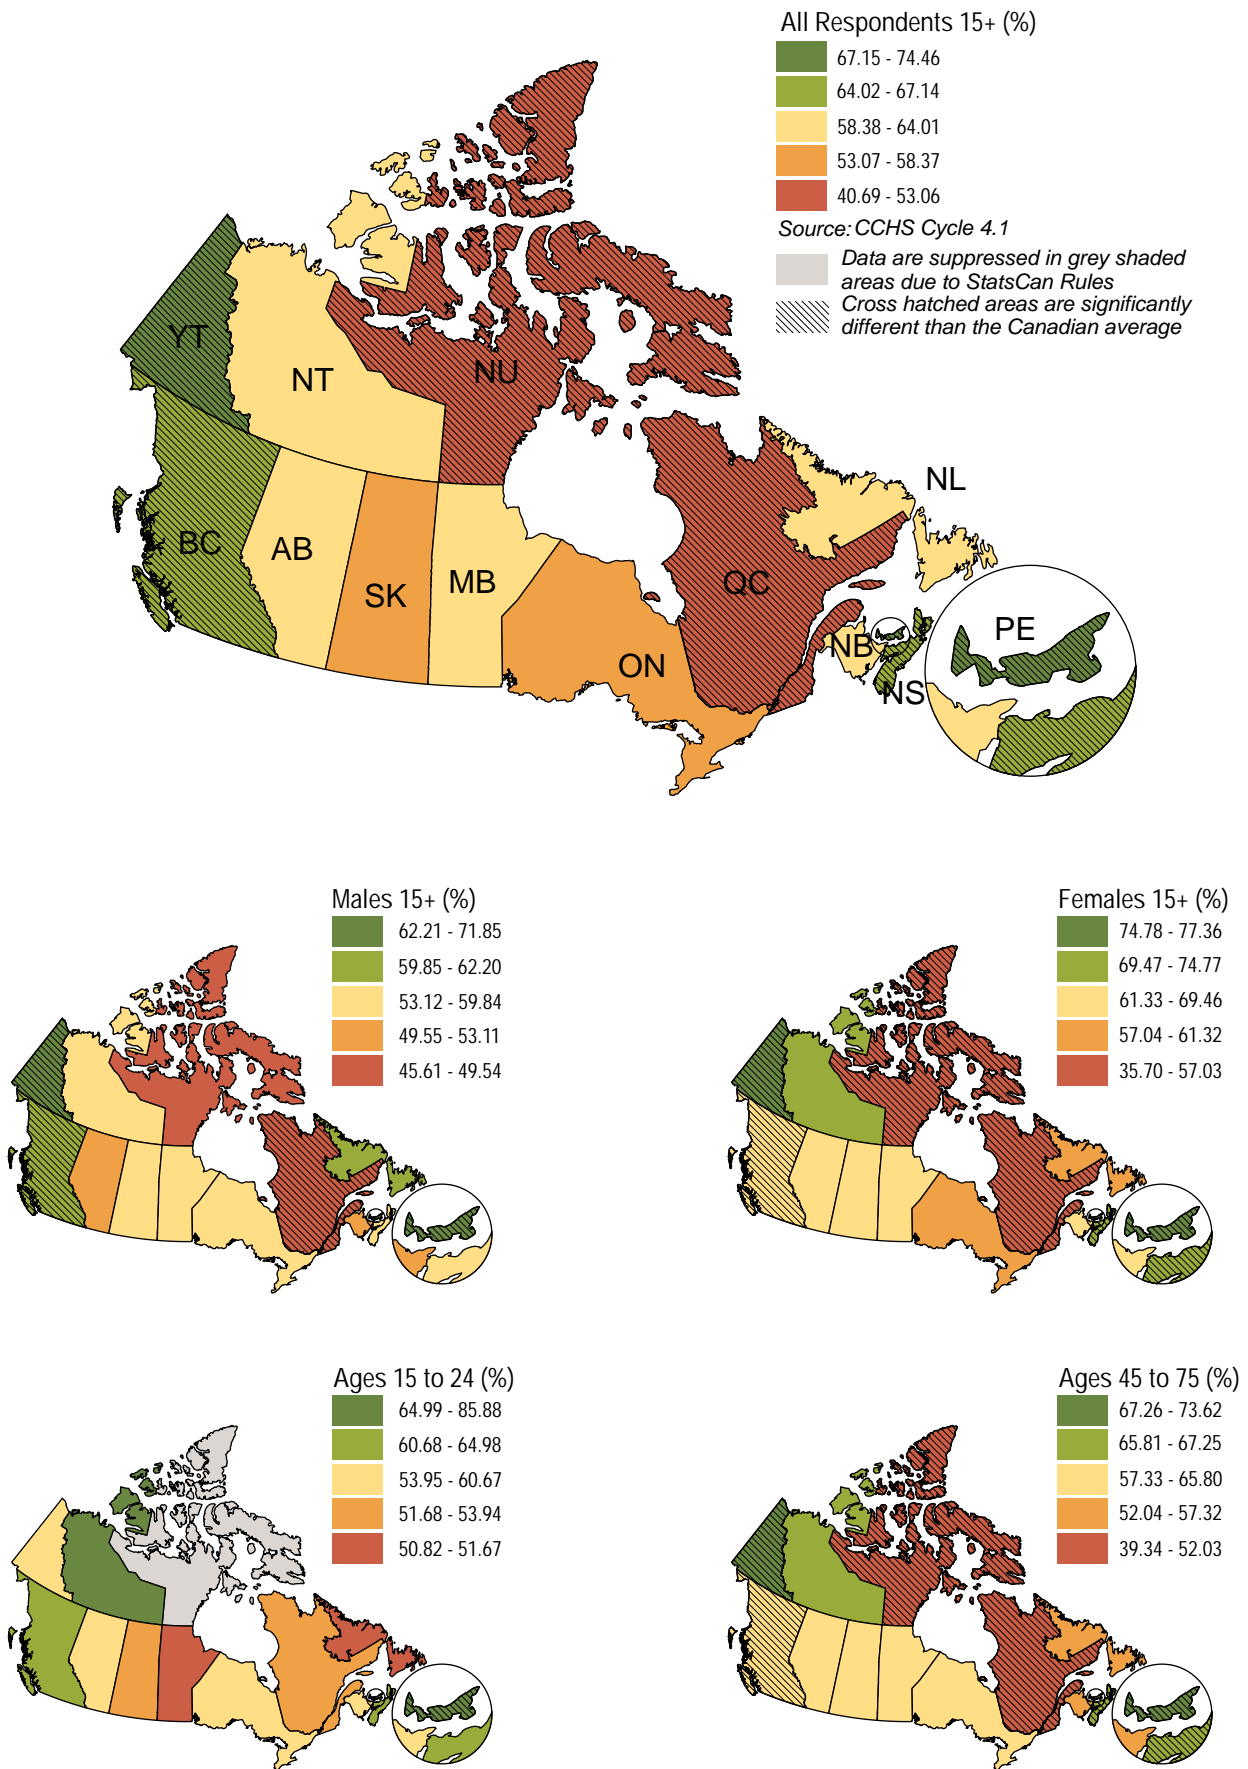 All Respondents 15+ (%)
67.15 - 74.46
64.02 - 67.14
58.38 - 64.01
53.07 - 58.37
40.69 - 53.06
Source: CCHS Cycle 4.1
Data are suppressed in grey shaded
areas due to StatsCan Rules
Cross hatched areas are significantly
different than the Canadian average
YT
NT
NU
NL
BC
AB
SK
MB
QC
ON
NB
NS
PE
Males 15+ (%)
62.21 - 71.85
59.85 - 62.20
53.12 - 59.84
49.55 - 53.11
45.61 - 49.54
Females 15+ (%)
74.78 - 77.36
69.47 - 74.77
61.33 - 69.46
57.04 - 61.32
35.70 - 57.03
Ages 15 to 24 (%)
64.99 - 85.88
60.68 - 64.98
53.95 - 60.67
51.68 - 53.94
50.82 - 51.67
Ages 45 to 75 (%)
67.26 - 73.62
65.81 - 67.25
57.33 - 65.80
52.04 - 57.32
39.34 - 52.03